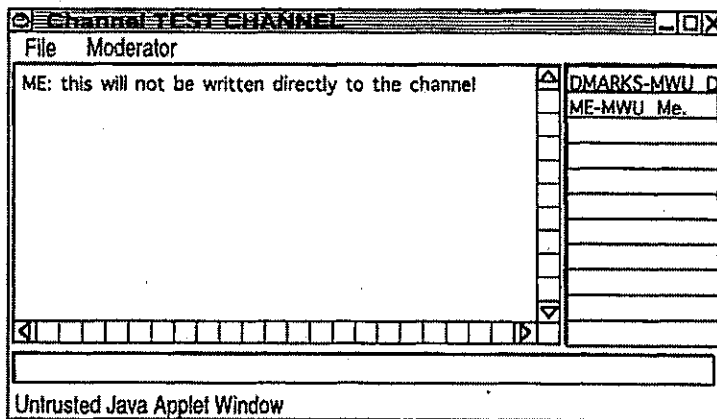 Channel TEST CHANNEL
File Moderator
ME: this will not be written directly to the channel
DMARKS-MWU D
ME-MWU Me.
Untrusted Java Applet Window